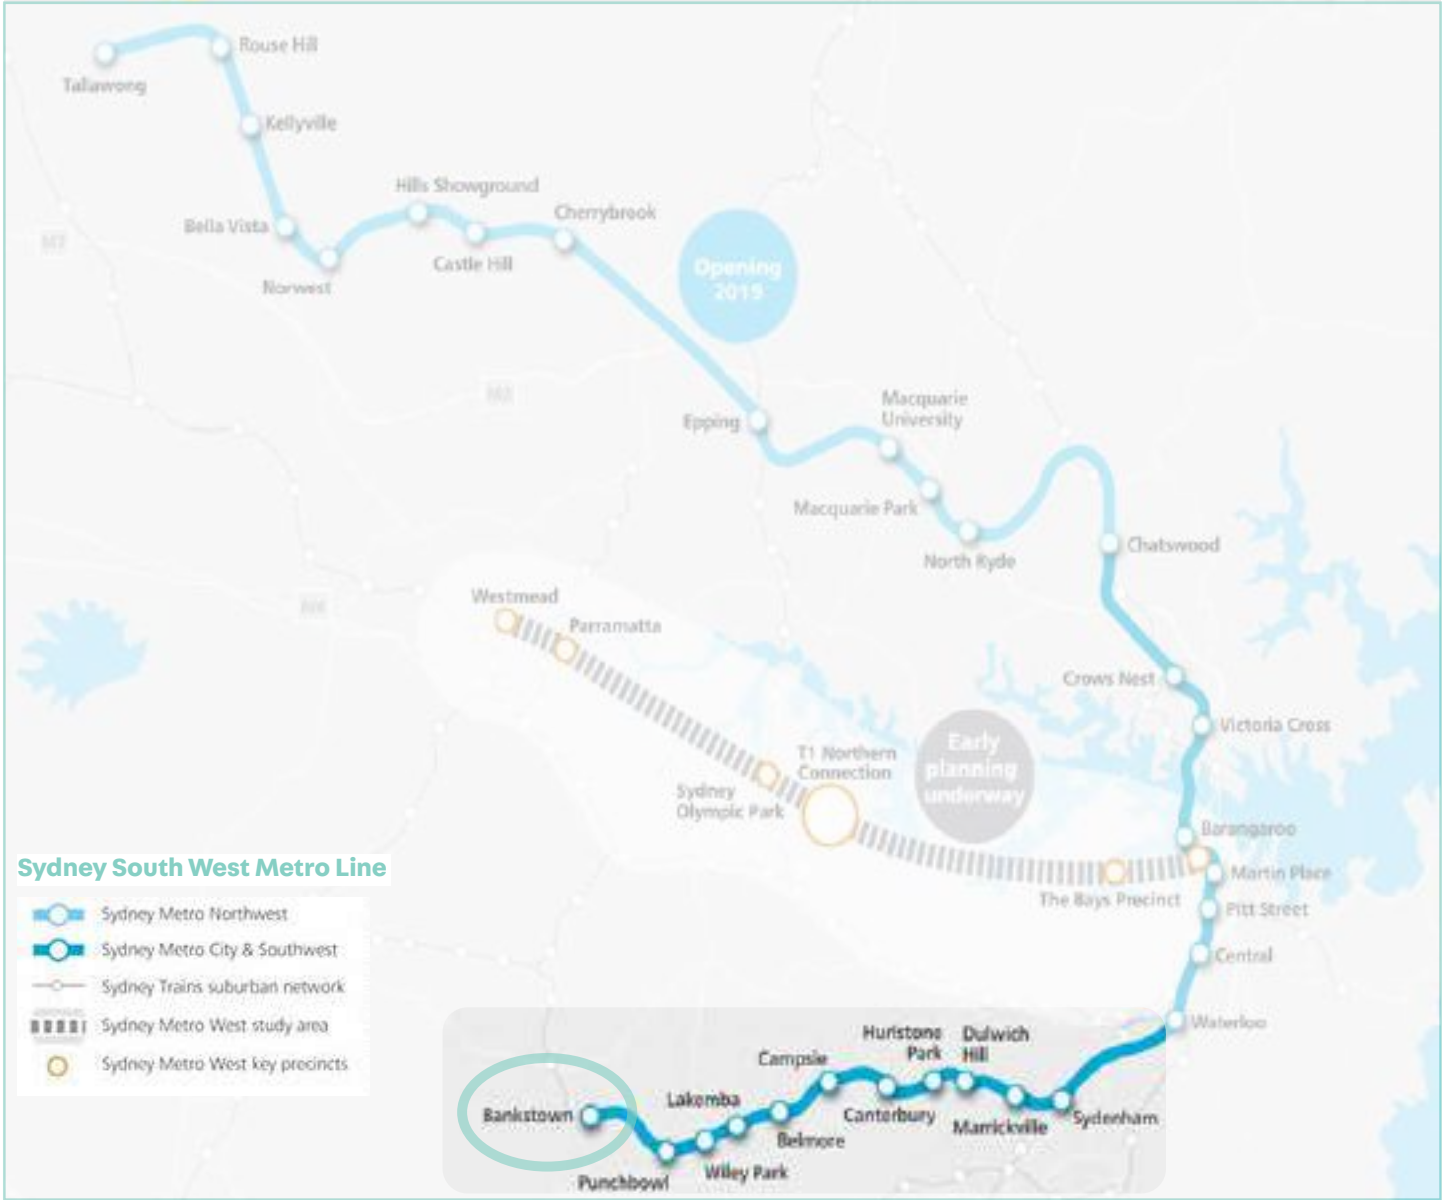 Rouse Hill
Tallawong
Kellyville
Hills Showground
Cherrybrook
Bella Vista
Castle Hill
Norwest
Opening
2019
M7
M2
Macquarie
University
Epping
Macquarie Park
North Ryde
Chatswood
Westmead
M4
Parramatta
Crows Nest
Victoria Cross
Early
planning
underway
T1 Northern
Connection
Sydney
Olympic Park
Barangaroo
Martin Place
The Bays Precinct
Pitt Street
Central
Waterloo
Sydney South West Metro Line
Sydney Metro Northwest
Sydney Metro City & Southwest
Sydney Trains suburban network
Sydney Metro West study area
Sydney Metro West key precincts
Hurlstone
Park
Dulwich
Hill
Campsie
Lakemba
Bankstown
Canterbury
Sydenham
Marrickville
Belmore
Wiley Park
Punchbowl